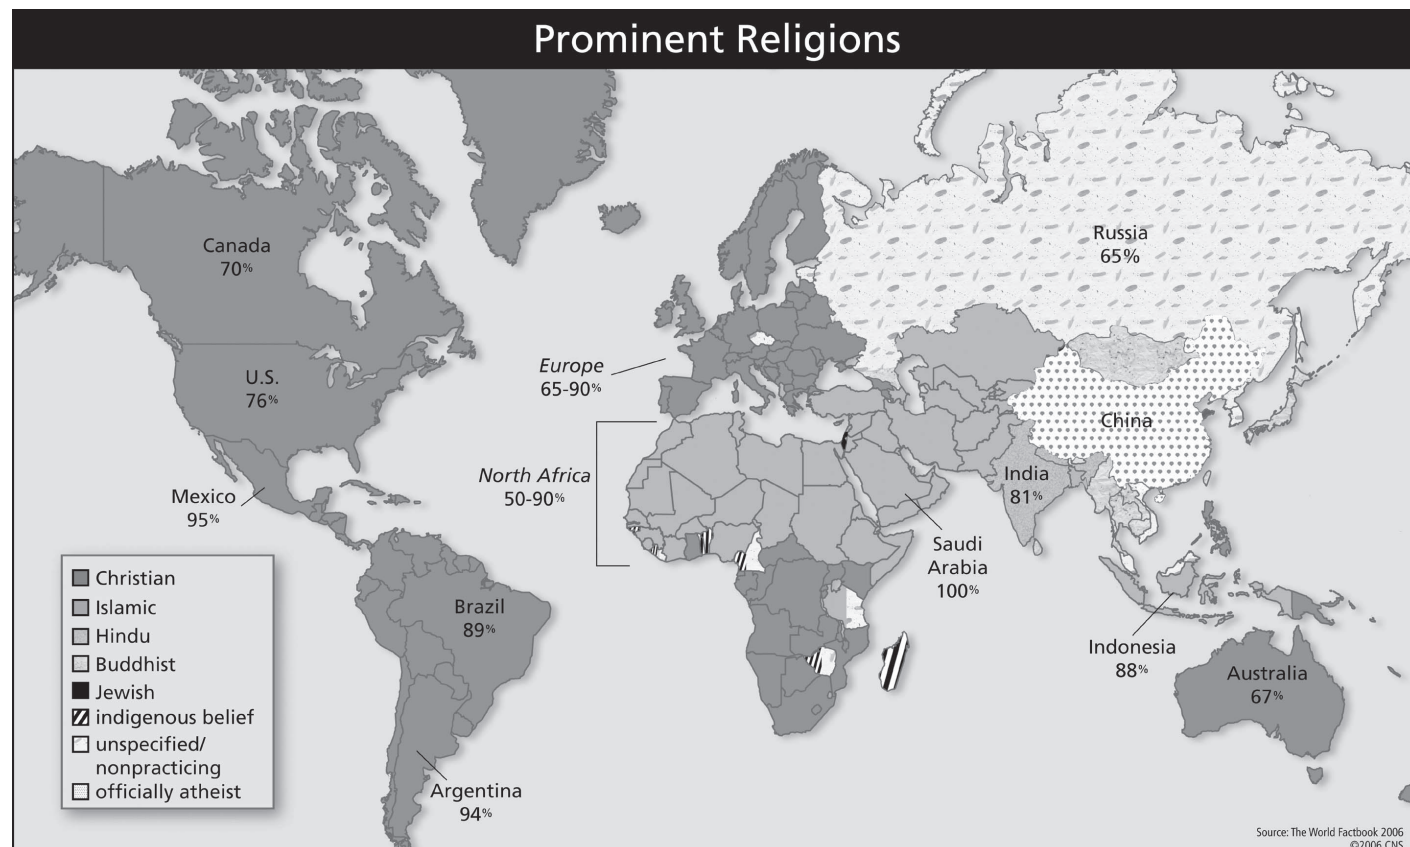 Prominent Religions
Canada
70%
U.S.
76%
Mexico
95%
Europe
65-90%
North Africa
50-90%
Russia
65%
China
India
81%
Saudi
Arabia
100%
Indonesia
88%
Australia
67%
Brazil
89%
Argentina
94%
Christian
Islamic
Hindu
Buddhist
Jewish
indigenous belief
unspecified/
nonpracticing
officially atheist
Source: The World Factbook 2006
©2006 CNS